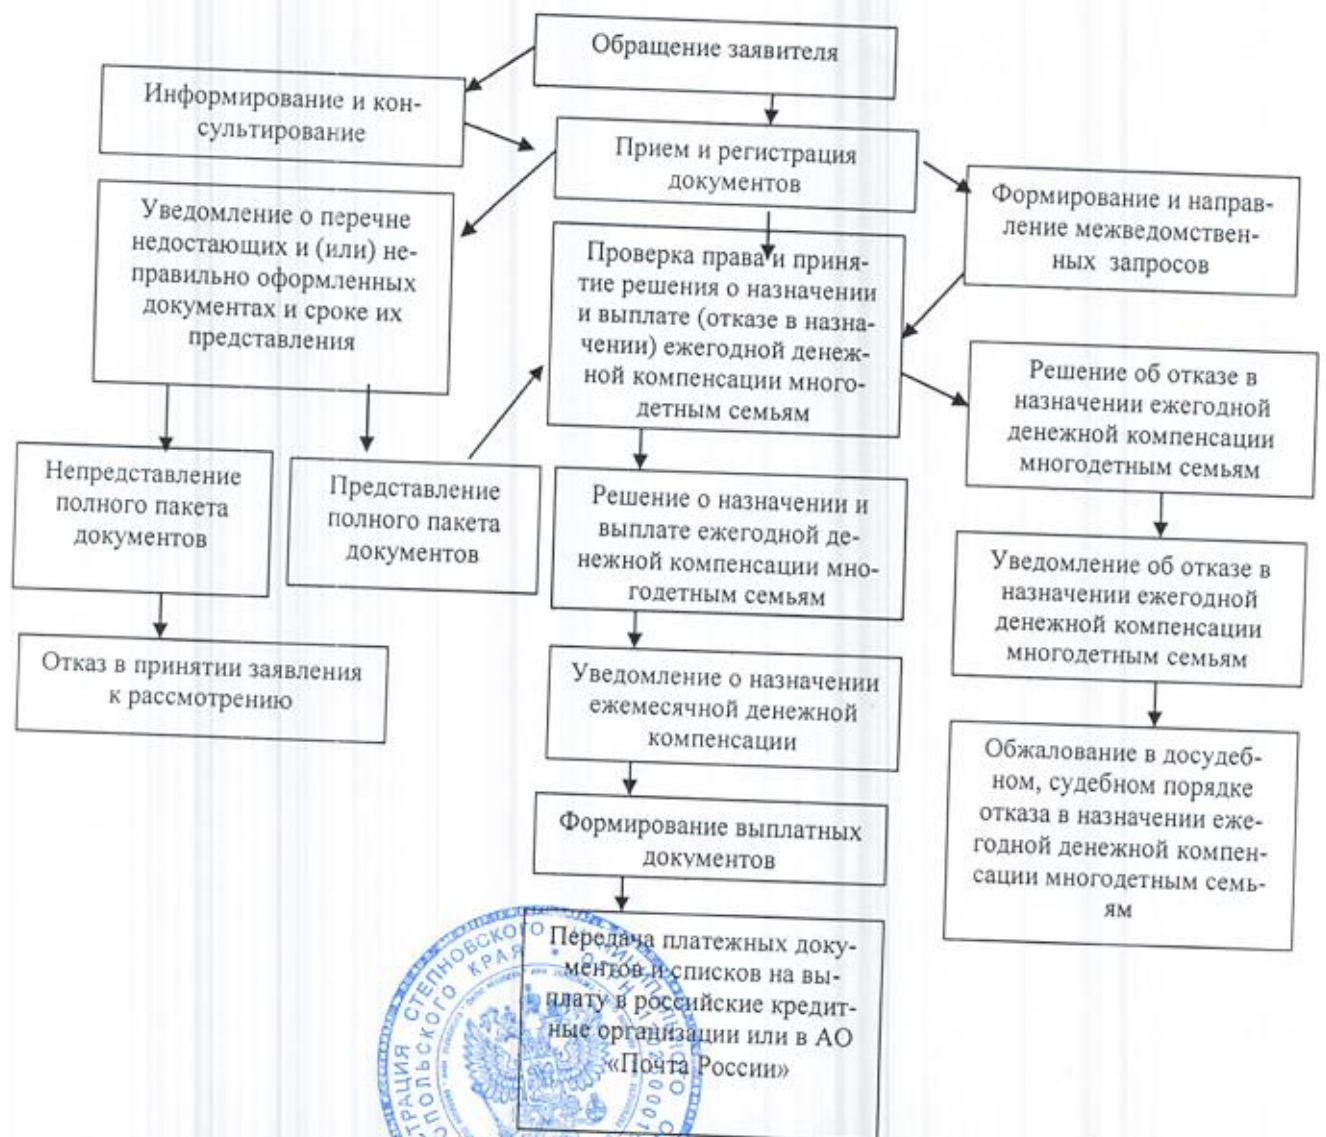 Обращение заявителя
Информирование и кон-
сультирование
Прием и регистрация
документов
Формирование и направ-
ление межведомствен-
ных запросов
Уведомление о перечне
недостающих и (или) не-
правильно оформленных
документах и сроке их
представления
Проверка права и приня-
тие решения о назначении
и выплате (отказе в назна-
чении) ежегодной денеж-
ной компенсации много-
детным семьям
Решение об отказе в
назначении ежегодной
денежной компенсации
многодетным семьям
Непредставление
полного пакета
документов
Представление
полного пакета
документов
Решение о назначении и
выплате ежегодной де-
нежной компенсации мно-
годетным семьям
Уведомление об отказе в
назначении ежегодной
денежной компенсации
многодетным семьям
Отказ в принятии заявления
к рассмотрению
Уведомление о назначении
ежемесячной денежной
компенсации
Обжалование в досудеб-
ном, судебном порядке
отказа в назначении еже-
годной денежной компен-
сации многодетным семь-
ям
Формирование выплатных
документов
Передача платежных доку-
ментов и списков на вы-
плату в российские кредит-
ные организации или в АО
«Почта России»
ТРАЦИЯ СТЕПНОВСКОГО МУНИЦИПАЛЬНОГО
ОПОЛЬСКОГО КРАЯ